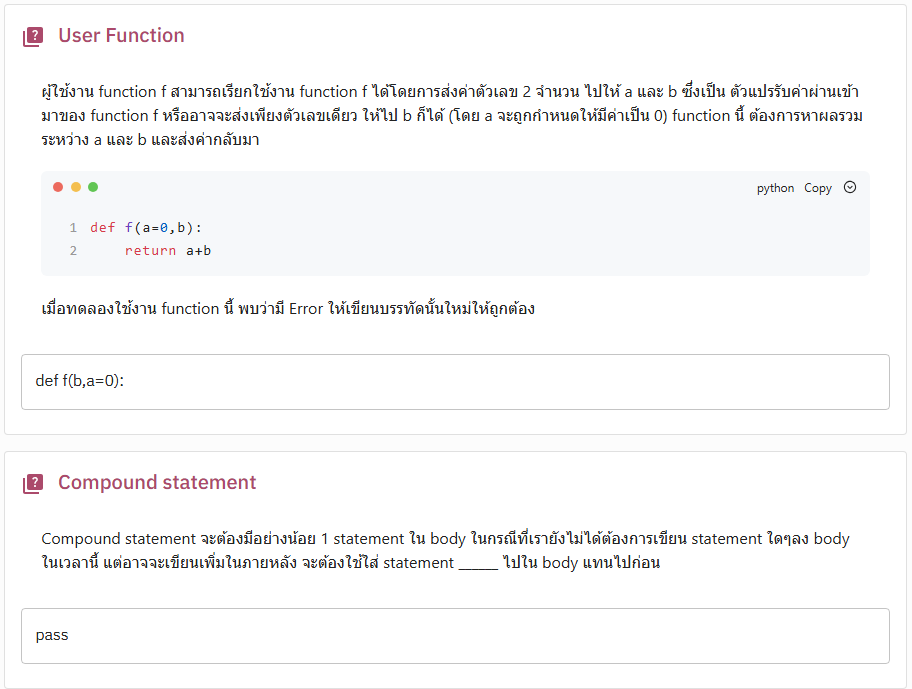 User Function
ผู้ใช้งาน function f สามารถเรียกใช้งาน function f ได้โดยการส่งค่าตัวเลข 2 จำนวน ไปให้ a และ b ซึ่งเป็น ตัวแปรรับค่าผ่านเข้า
มาของ function f หรืออาจจะส่งเพียงตัวเลขเดียว ให้ไป b ก็ได้ (โดย a จะถูกกำหนดให้มีค่าเป็น 0) function นี้ ต้องการหาผลรวม
ระหว่าง a และ b และส่งค่ากลับมา
python Copy
1 def f(a=0,b):
2     return a+b
เมื่อทดลองใช้งาน function นี้ พบว่ามี Error ให้เขียนบรรทัดนั้นใหม่ให้ถูกต้อง
def f(b,a=0):
Compound statement
Compound statement จะต้องมีอย่างน้อย 1 statement ใน body ในกรณีที่เรายังไม่ได้ต้องการเขียน statement ใดๆลง body
ในเวลานี้ แต่อาจจะเขียนเพิ่มในภายหลัง จะต้องใช้ใส่ statement _____ ไปใน body แทนไปก่อน
pass